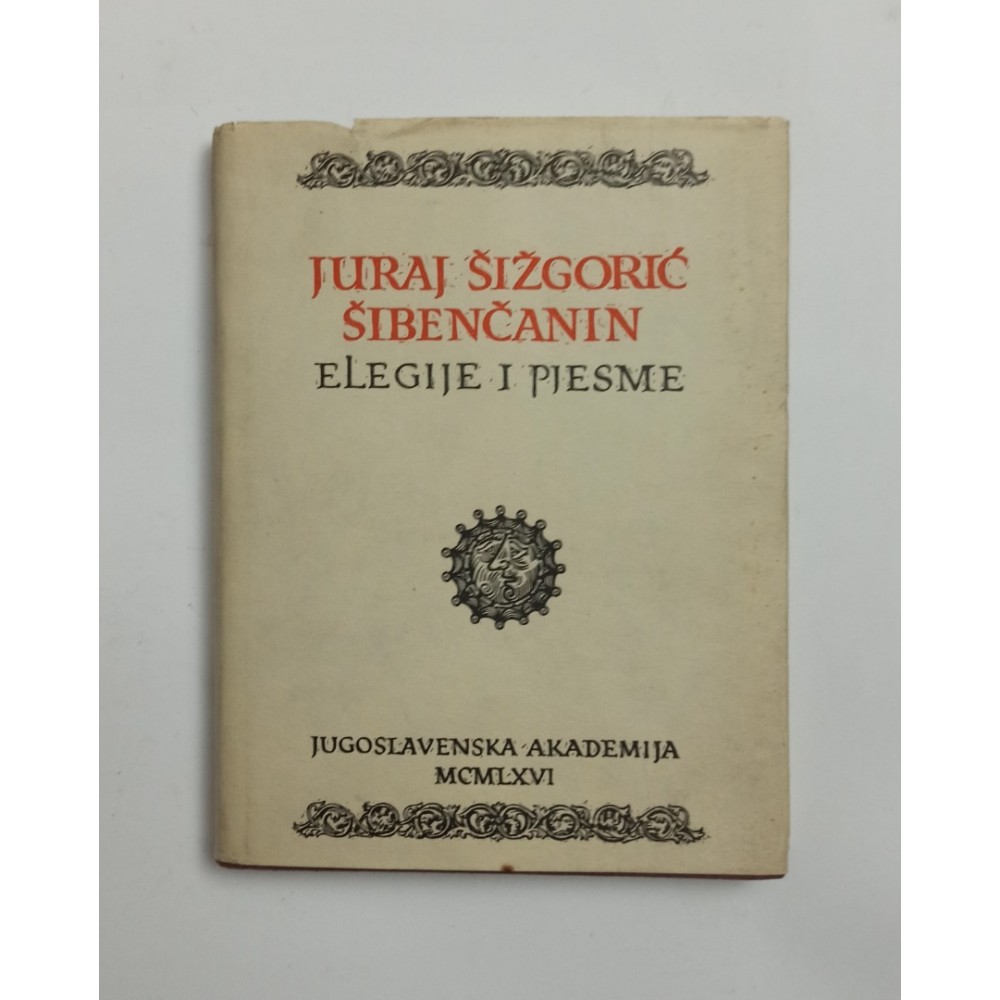 JURAJ ŠIŽGORIĆ
ŠIBENČANIN
ELEGIJE I PJESME
JUGOSLAVENSKA AKADEMIJA
MCMLXVI